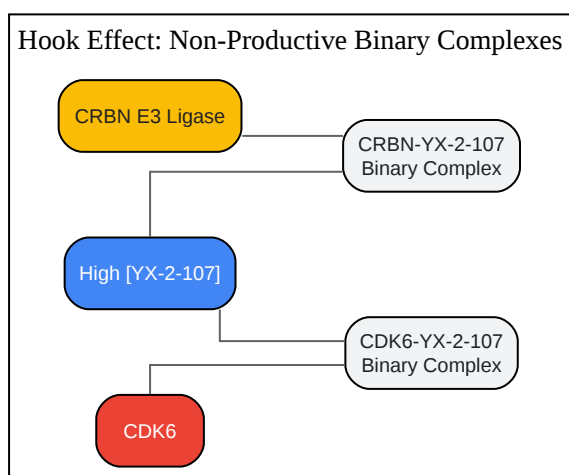 Hook Effect: Non-Productive Binary Complexes
CRBN E3 Ligase
CRBN-YX-2-107
Binary Complex
High [YX-2-107]
CDK6-YX-2-107
Binary Complex
CDK6